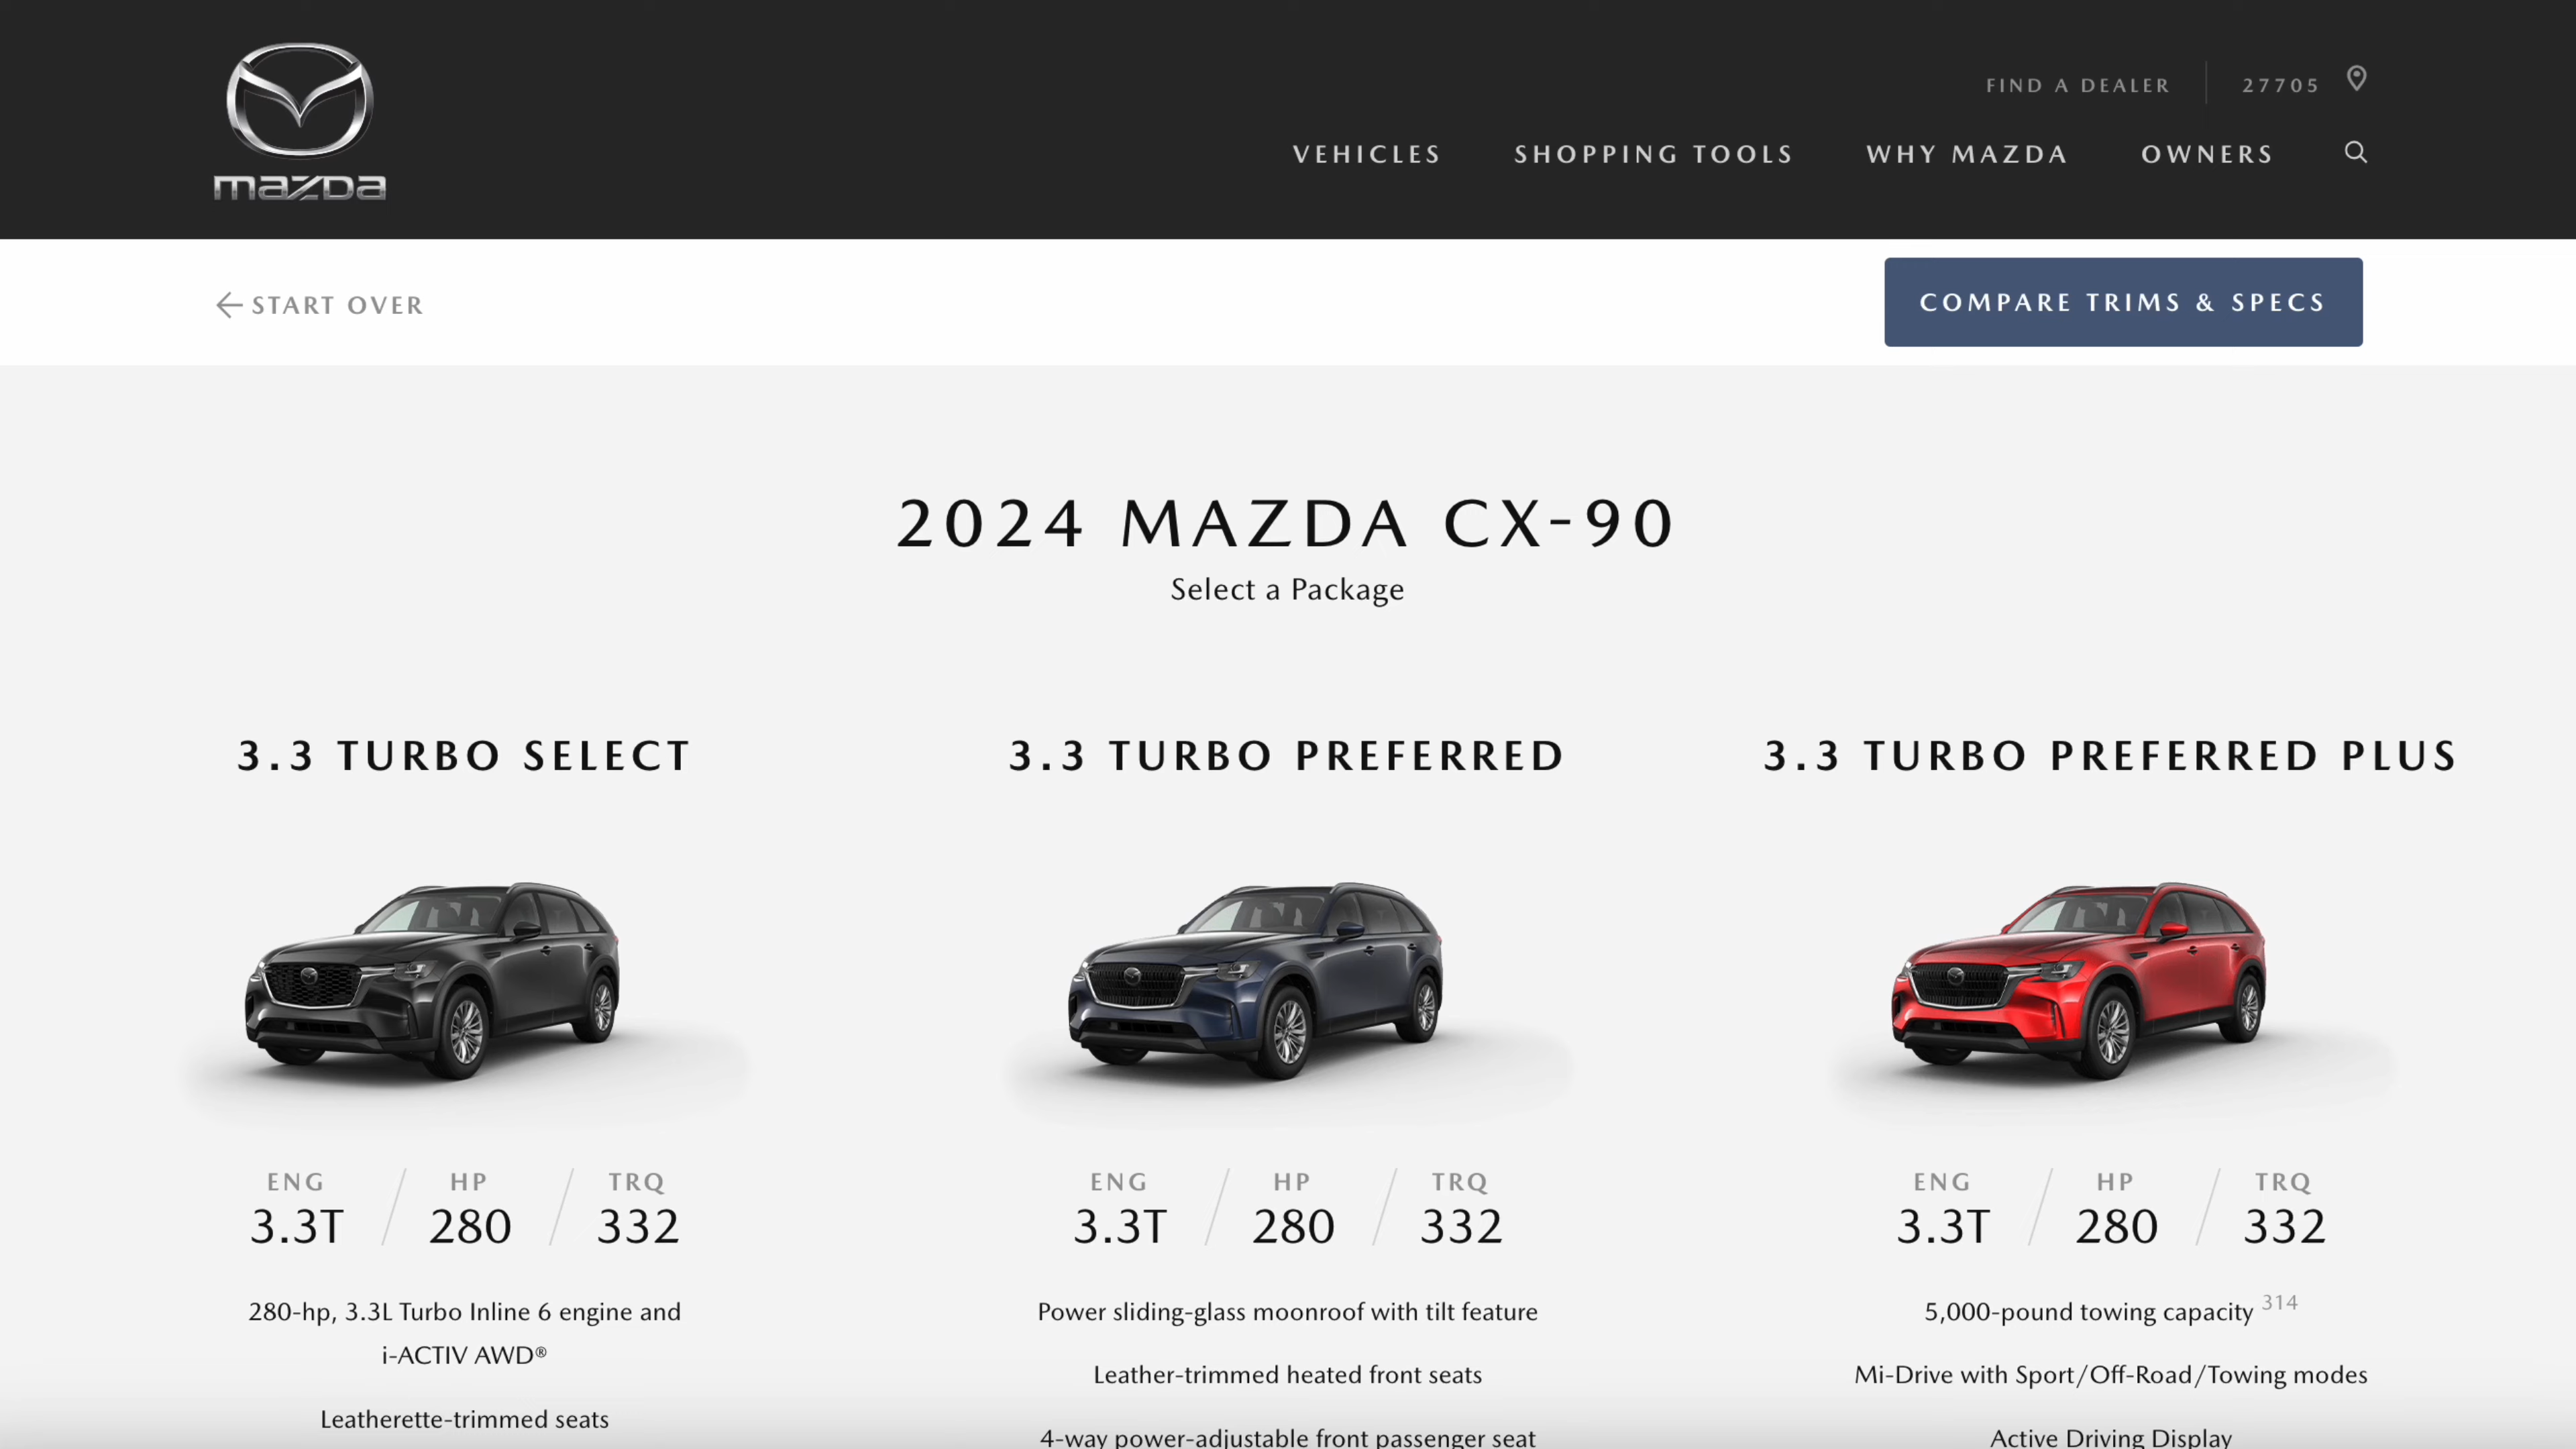 mazda
FIND A DEALER
27705
VEHICLES
SHOPPING TOOLS
WHY MAZDA
OWNERS
START OVER
COMPARE TRIMS & SPECS
2024 MAZDA CX-90
Select a Package
3.3 TURBO SELECT
ENG HP TRQ
3.3T 280 332
280-hp, 3.3L Turbo Inline 6 engine and
i-ACTIV AWD®
Leatherette-trimmed seats
3.3 TURBO PREFERRED
ENG HP TRQ
3.3T 280 332
Power sliding-glass moonroof with tilt feature
Leather-trimmed heated front seats
4-way power-adjustable front passenger seat
3.3 TURBO PREFERRED PLUS
ENG HP TRQ
3.3T 280 332
5,000-pound towing capacity 314
Mi-Drive with Sport/Off-Road/Towing modes
Active Driving Display